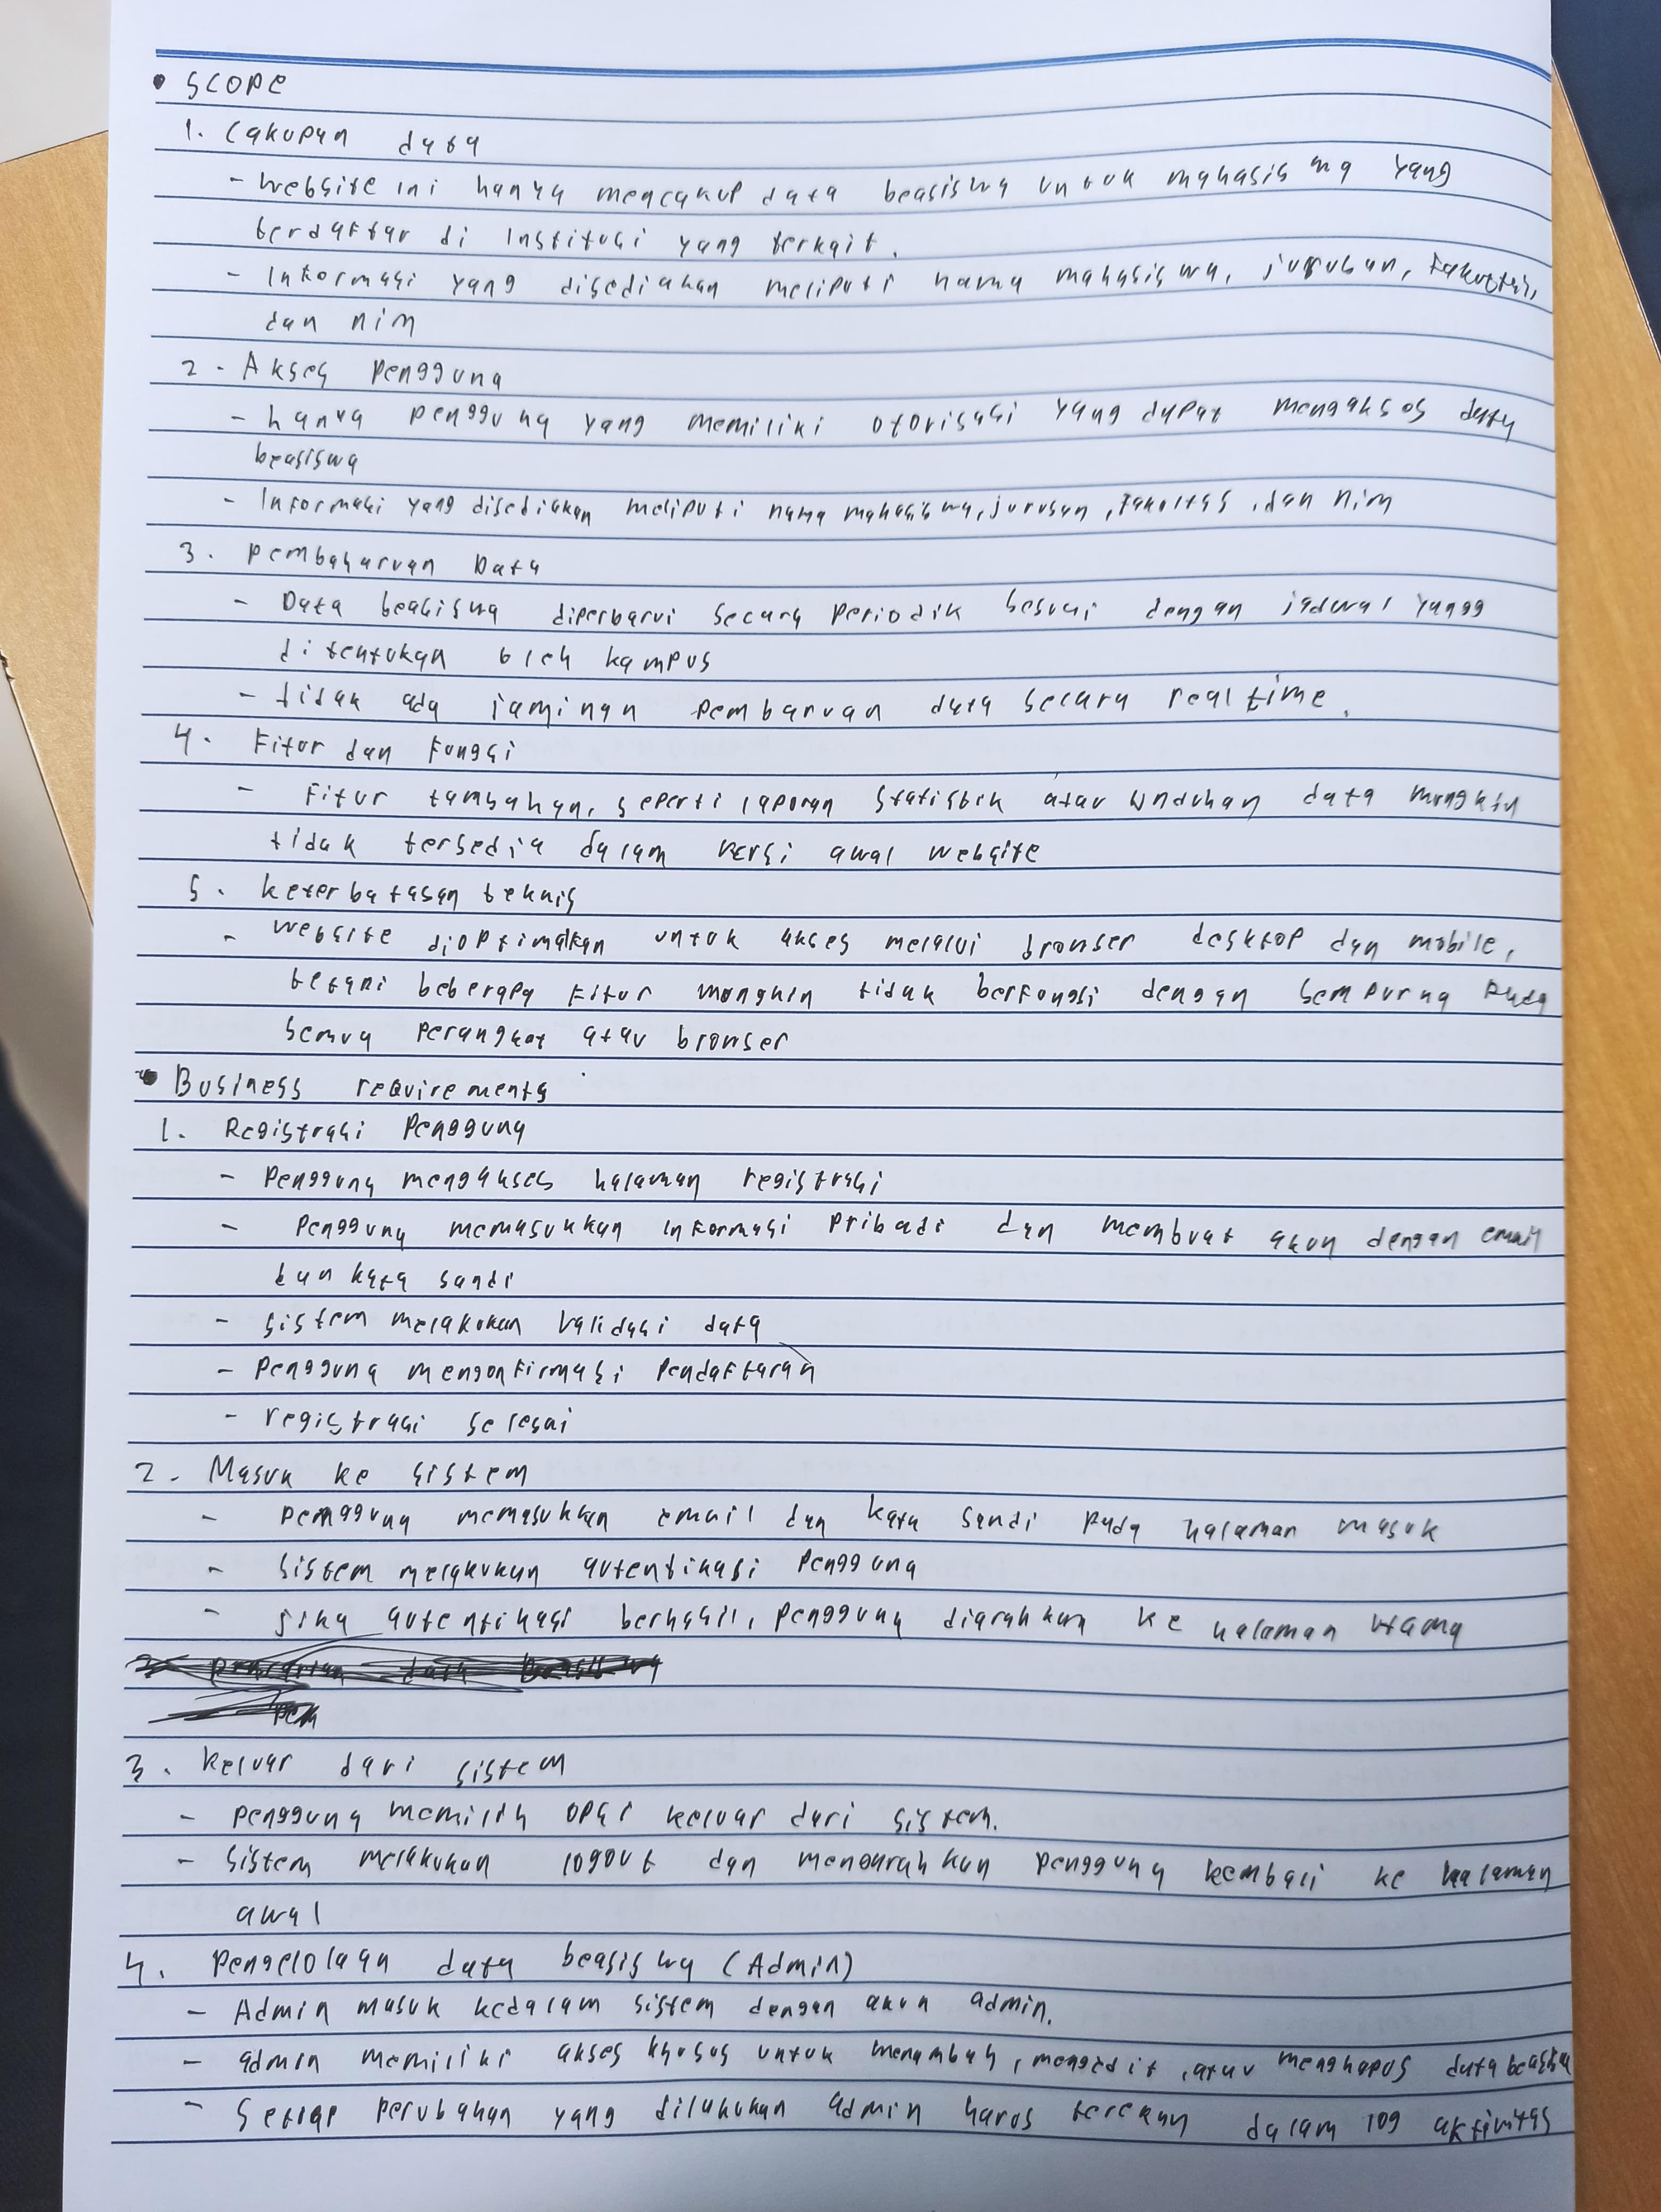 • SCOPE
1. Cakupan data
- Website ini hanya mencakup data beasiswa untuk mahasiswa yang
terdaftar di Institusi yang terkait.
- Informasi yang disediakan meliputi nama mahasiswa, jurusan, fakultas,
dan nim
2. Akses Pengguna
- hanya pengguna yang memiliki otorisasi yang dapat mengakses data
beasiswa
- Informasi yang disediakan meliputi nama mahasiswa, jurusan, fakultas, dan nim
3. Pembaharuan Data
- Data beasiswa diperbarui secara periodik sesuai dengan jadwal yangg
ditentukan oleh kampus
- tidak ada jaminan pembaruan data secara real time.
4. Fitur dan Fungsi
- Fitur tambahan, seperti laporan statistik atau unduhan data mungkin
tidak tersedia dalam versi awal website
5. keterbatasan teknis
- website dioptimalkan untuk akses melalui browser desktop dan mobile,
tetapi beberapa fitur mungkin tidak berfungsi dengan sempurna pada
semua perangkat atau browser
• Business requirements
1. Registrasi Pengguna
- Pengguna mengakses halaman registrasi
- Pengguna memasukkan informasi pribadi dan membuat akun dengan email
dan kata sandi
- sistem melakukan validasi data
- Pengguna mengonfirmasi Pendaftaran
- registrasi selesai
2. Masuk ke sistem
- Pengguna memasukkan email dan kata sandi pada halaman masuk
- Sistem melakukan autentikasi Pengguna
- jika autentikasi berhasil, pengguna diarahkan ke halaman utama
3. keluar dari sistem
- Pengguna memilih opsi keluar dari sistem.
- Sistem melakukan logout dan mengarahkan pengguna kembali ke halaman
awal
4. Pengelolaan data beasiswa (Admin)
- Admin masuk kedalam sistem dengan akun admin.
- admin memiliki akses khusus untuk menambah, mengedit, atau menghapus data beasiswa
- Setiap perubahan yang dilakukan admin harus terekam dalam log aktivitas